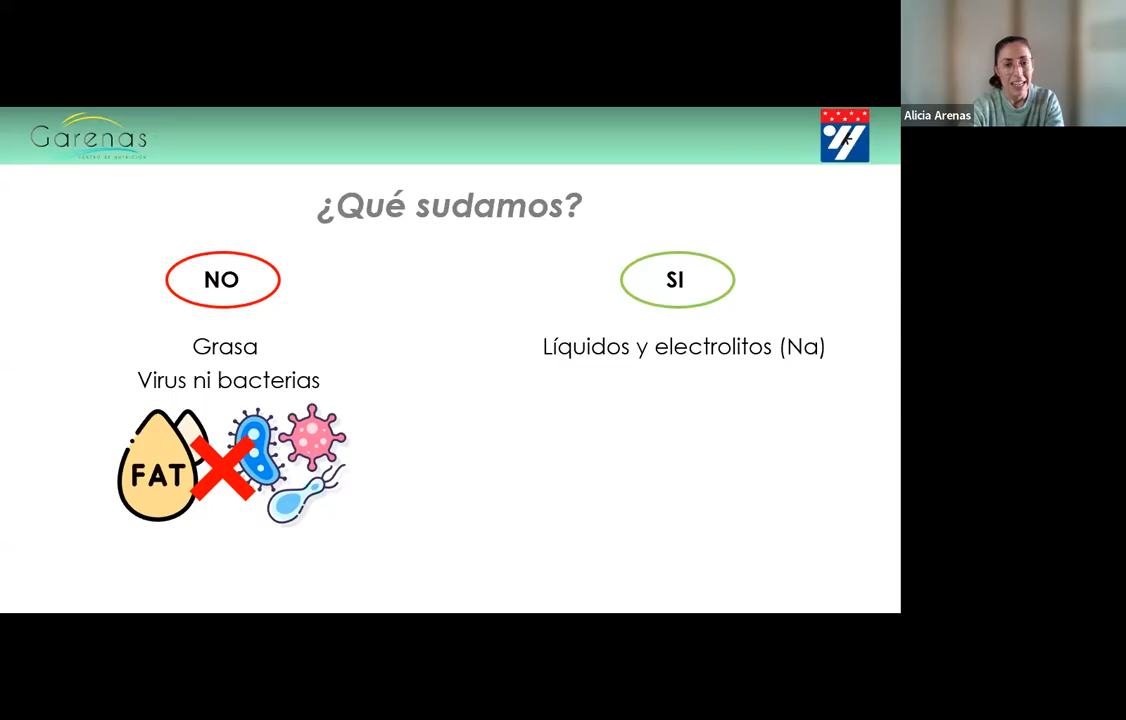 Alicia Arenas
Garenas
CENTRO DE NUTRICIÓN
¿Qué sudamos?
NO
SI
Grasa
Virus ni bacterias
Líquidos y electrolitos (Na)
FAT